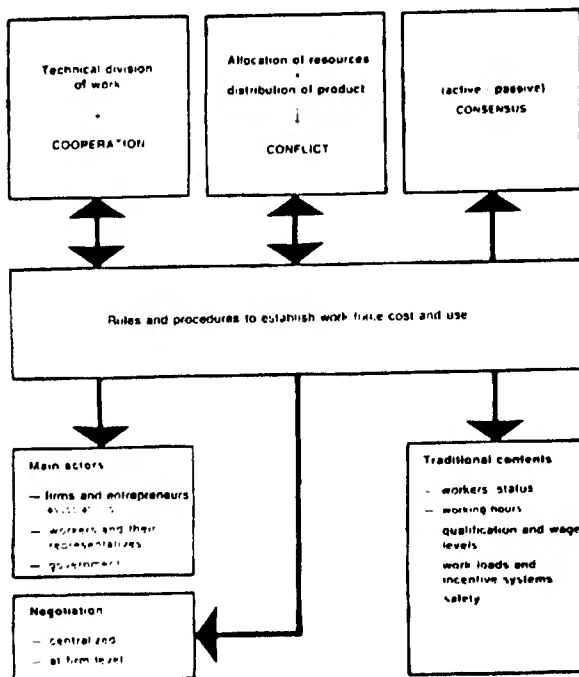 Technical division
of work
COOPERATION
Allocation of resources
distribution of product
CONFLICT
(active - passive)
CONSENSUS
Rules and procedures to establish work force cost and use
Main actors
— firms and entrepreneurs
— workers and their
representatizes
— government
Negotiation
— centralized
— at firm level
Traditional contents
- workers status
- working hours
qualification and wage
levels
work loads and
incentive systems
safety